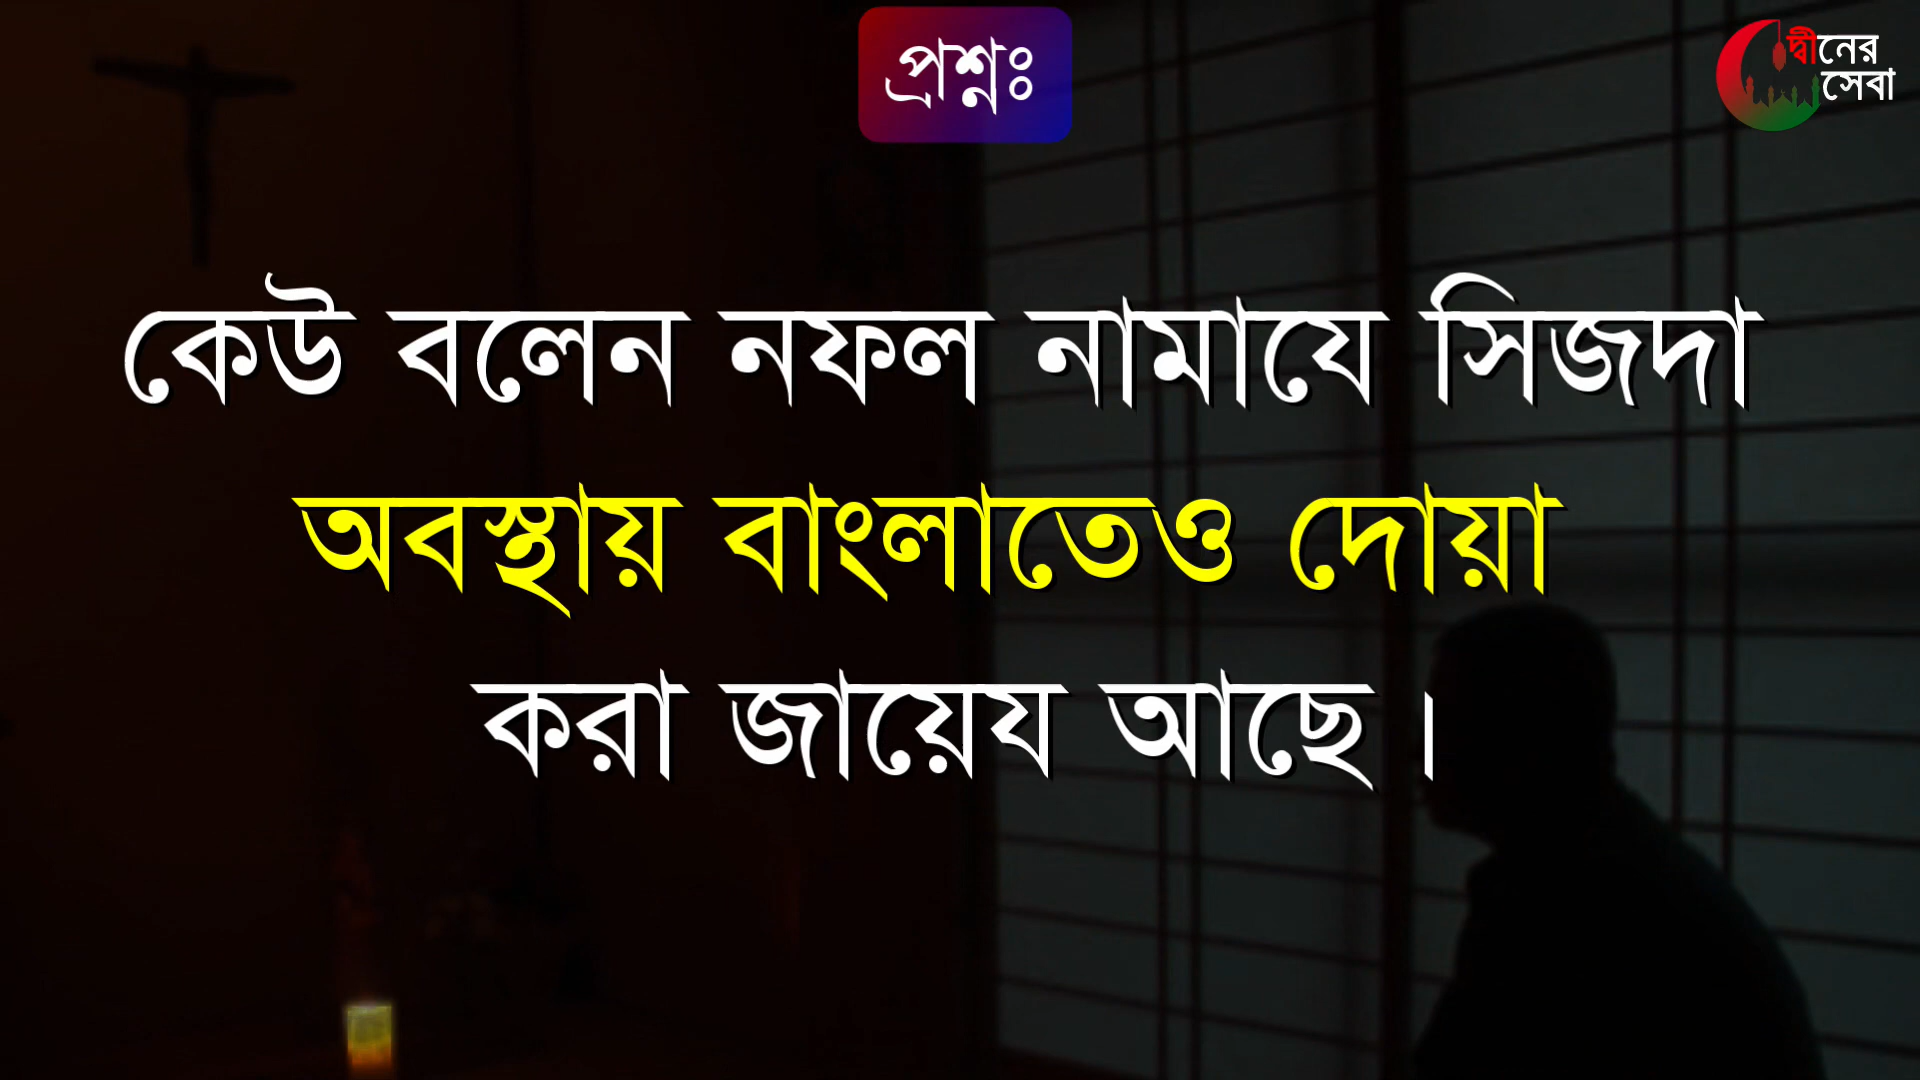 প্রশ্নঃ
দ্বীনের
সেবা
কেউ বলেন নফল নামাযে সিজদা
অবস্থায় বাংলাতেও দোয়া
করা জায়েয আছে।